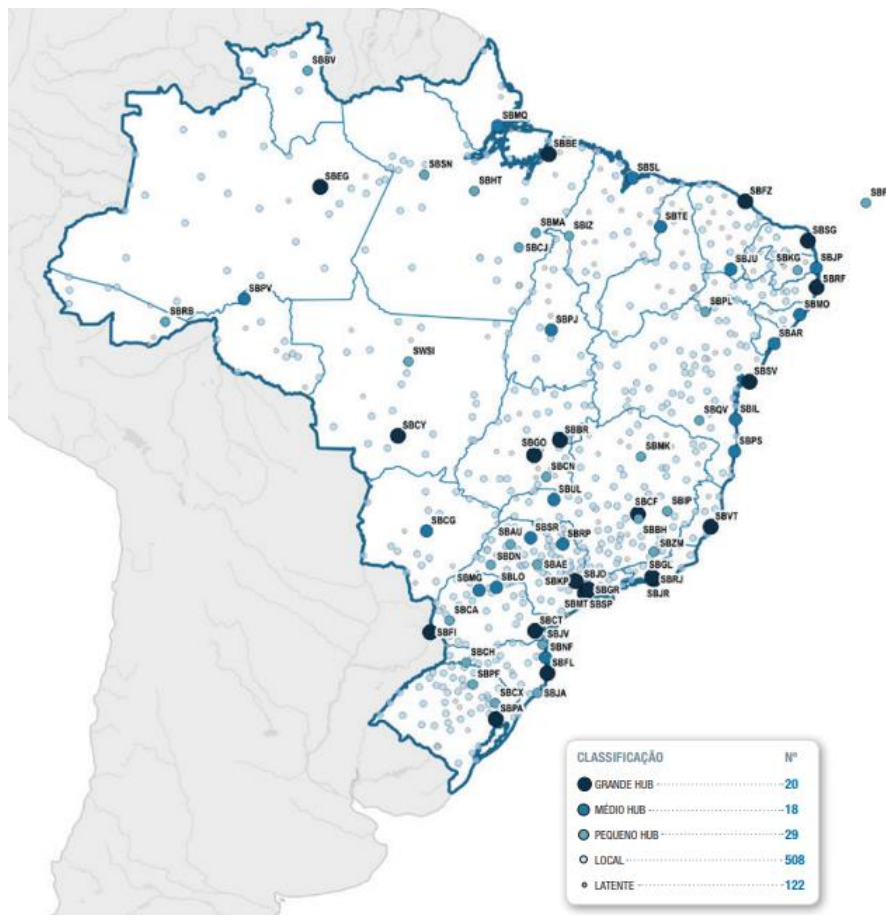 SBBV
SBMQ
SBBE
SBSN
SBSL
SBEG
SBHT
SBFZ
SBMA
SBIZ
SBTE
SBSG
SBCJ
SBJU
SBKG
SBJP
SBRF
SBPV
SBPL
SBMO
SBRB
SBPJ
SBAR
SWSI
SBSV
SBQV
SBIL
SBCY
SBBR
SBGO
SBMK
SBPS
SBCN
SBUL
SBCF
SBIP
SBVT
SBCG
SBAU
SBSR
SBRP
SBBH
SBZM
SBDN
SBAE
SBGL
SBMG
SBLO
SBKP
SBJD
SBGR
SBRJ
SBJR
SBMT
SBSP
SBCA
SBFI
SBCT
SBJV
SBNF
SBCH
SBFL
SBPF
SBCX
SBJA
SBPA
CLASSIFICAÇÃO Nº
GRANDE HUB 20
MÉDIO HUB 18
PEQUENO HUB 29
LOCAL 508
LATENTE 122